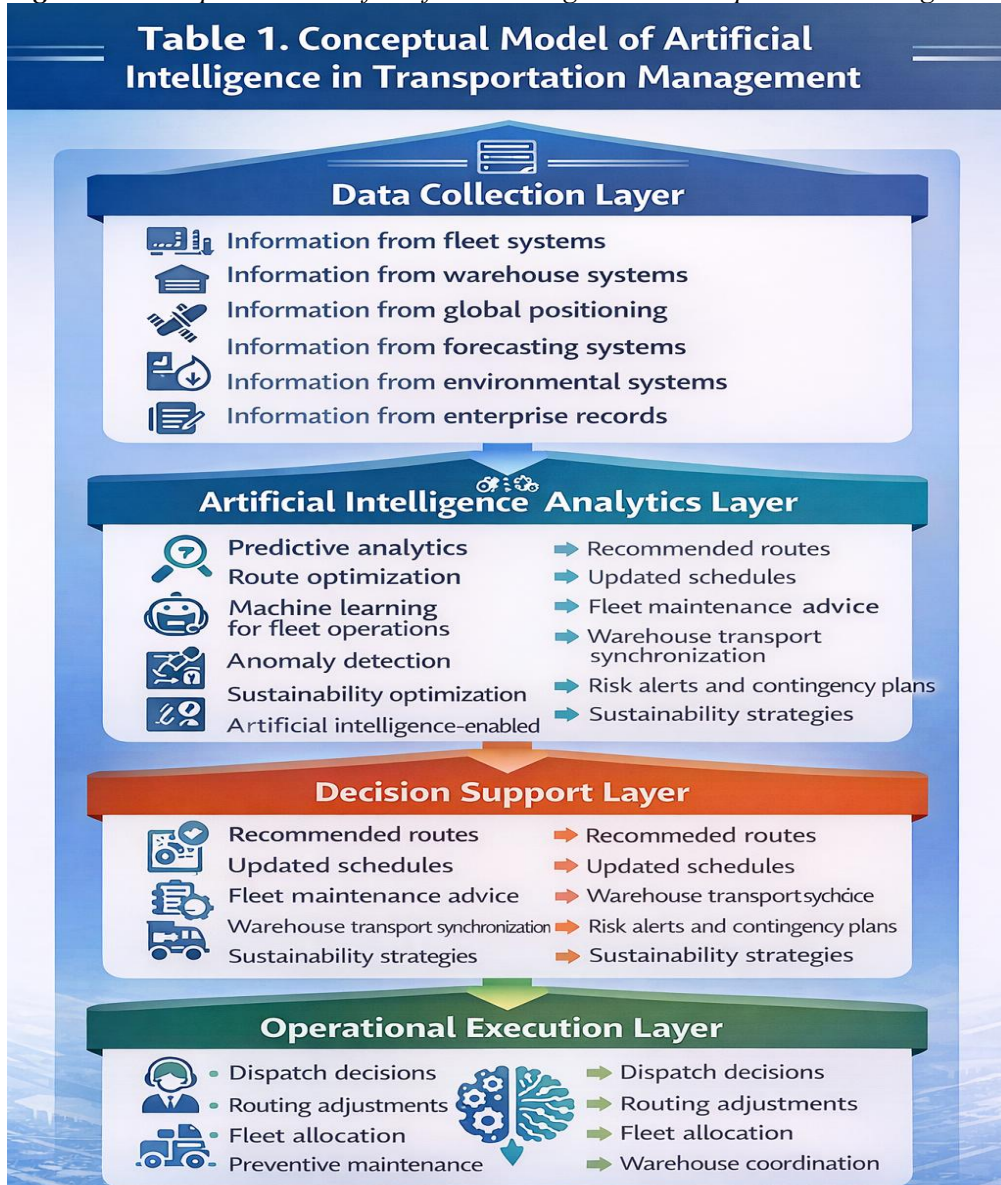 Table 1. Conceptual Model of Artificial
Intelligence in Transportation Management
Data Collection Layer
Information from fleet systems
Information from warehouse systems
Information from global positioning
Information from forecasting systems
Information from environmental systems
Information from enterprise records
Artificial Intelligence Analytics Layer
Predictive analytics
Route optimization
Machine learning
for fleet operations
Anomaly detection
Sustainability optimization
Artificial intelligence-enabled
Recommended routes
Updated schedules
Fleet maintenance advice
Warehouse transport
synchronization
Risk alerts and contingency plans
Sustainability strategies
Decision Support Layer
Recommended routes
Updated schedules
Fleet maintenance advice
Warehouse transport synchronization
Sustainability strategies
Recommeded routes
Updated schedules
Warehouse transport sychcice
Risk alerts and contingency plans
Sustainability strategies
Operational Execution Layer
Dispatch decisions
Routing adjustments
Fleet allocation
Preventive maintenance
Dispatch decisions
Routing adjustments
Fleet allocation
Warehouse coordination